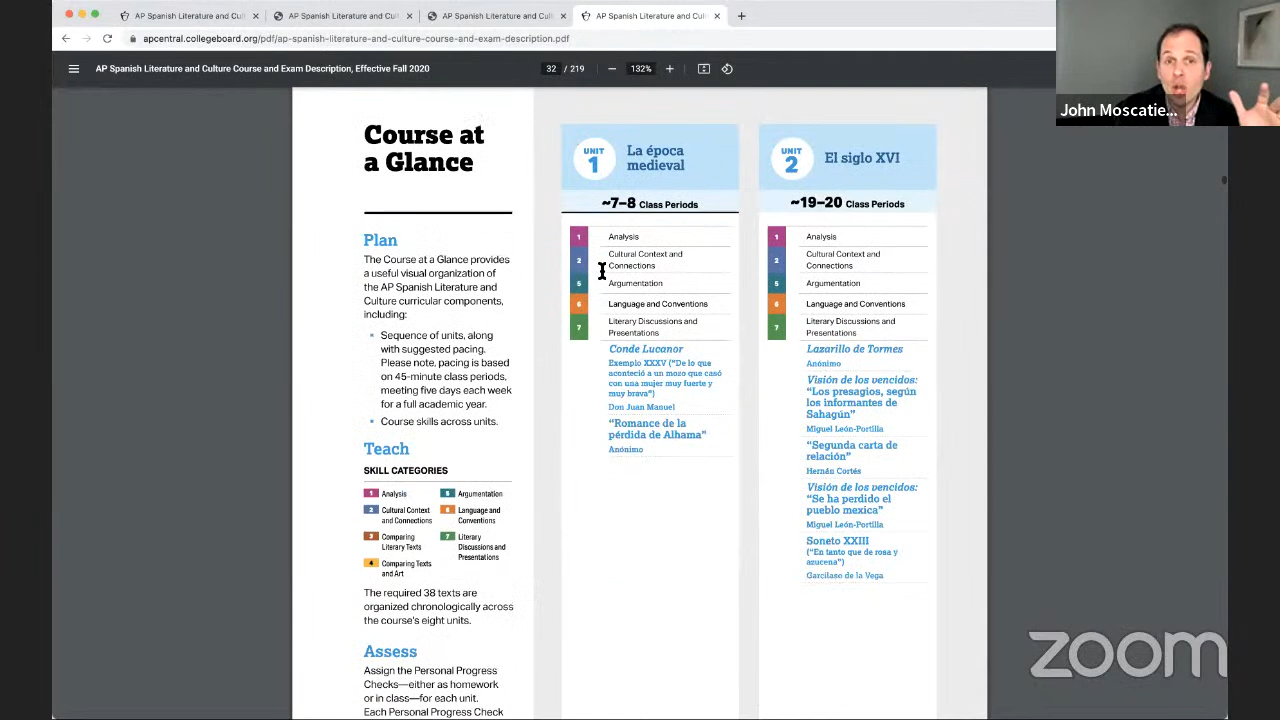 AP Spanish Literature and Cult
AP Spanish Literature and Cult
AP Spanish Literature and Cult
AP Spanish Literature and Cult
apcentral.collegeboard.org/pdf/ap-spanish-literature-and-culture-course-and-exam-description.pdf
AP Spanish Literature and Culture Course and Exam Description, Effective Fall 2020
32 / 219
132%
John Moscatie...
Course at
a Glance
Plan
The Course at a Glance provides
a useful visual organization of
the AP Spanish Literature and
Culture curricular components,
including:
Sequence of units, along
with suggested pacing.
Please note, pacing is based
on 45-minute class periods,
meeting five days each week
for a full academic year.
Course skills across units.
Teach
SKILL CATEGORIES
1 Analysis
2 Cultural Context
and Connections
3 Comparing
Literary Texts
4 Comparing Texts
and Art
5 Argumentation
6 Language and
Conventions
7 Literary
Discussions and
Presentations
The required 38 texts are
organized chronologically across
the course's eight units.
Assess
Assign the Personal Progress
Checks—either as homework
or in class—for each unit.
Each Personal Progress Check
UNIT
1
La época
medieval
~7–8 Class Periods
1 Analysis
2 Cultural Context and
Connections
5 Argumentation
6 Language and Conventions
7 Literary Discussions and
Presentations
Conde Lucanor
Exemplo XXXV ("De lo que
aconteció a un mozo que casó
con una mujer muy fuerte y
muy brava")
Don Juan Manuel
"Romance de la
pérdida de Alhama"
Anónimo
UNIT
2
El siglo XVI
~19–20 Class Periods
1 Analysis
2 Cultural Context and
Connections
5 Argumentation
6 Language and Conventions
7 Literary Discussions and
Presentations
Lazarillo de Tormes
Anónimo
Visión de los vencidos:
"Los presagios, según
los informantes de
Sahagún"
Miguel León-Portilla
"Segunda carta de
relación"
Hernán Cortés
Visión de los vencidos:
"Se ha perdido el
pueblo mexica"
Miguel León-Portilla
Soneto XXIII
("En tanto que de rosa y
azucena")
Garcilaso de la Vega
zoom